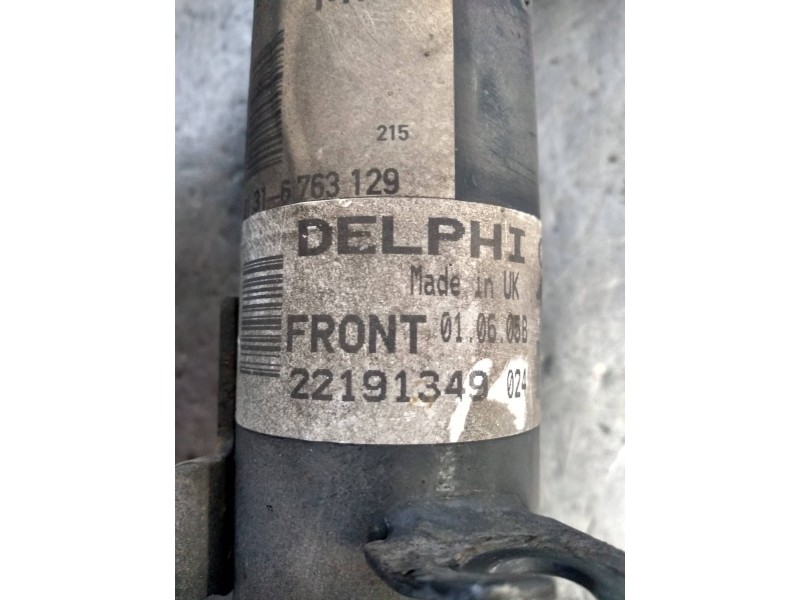 215
31-6 763 129
DELPHI
Made in UK
FRONT 01.06.08B
22191349 024